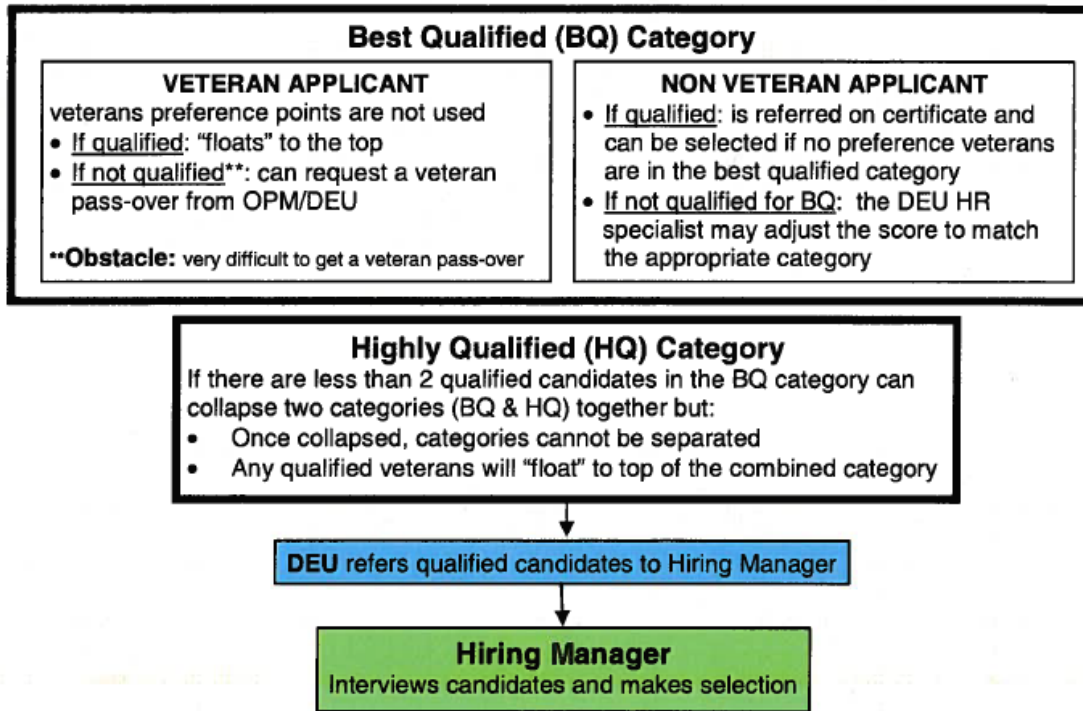 Best Qualified (BQ) Category
VETERAN APPLICANT
veterans preference points are not used
• If qualified: “floats” to the top
• If not qualified**: can request a veteran
pass-over from OPM/DEU
**Obstacle: very difficult to get a veteran pass-over
NON VETERAN APPLICANT
• If qualified: is referred on certificate and
can be selected if no preference veterans
are in the best qualified category
• If not qualified for BQ: the DEU HR
specialist may adjust the score to match
the appropriate category
Highly Qualified (HQ) Category
If there are less than 2 qualified candidates in the BQ category can
collapse two categories (BQ & HQ) together but:
• Once collapsed, categories cannot be separated
• Any qualified veterans will “float” to top of the combined category
DEU refers qualified candidates to Hiring Manager
Hiring Manager
Interviews candidates and makes selection